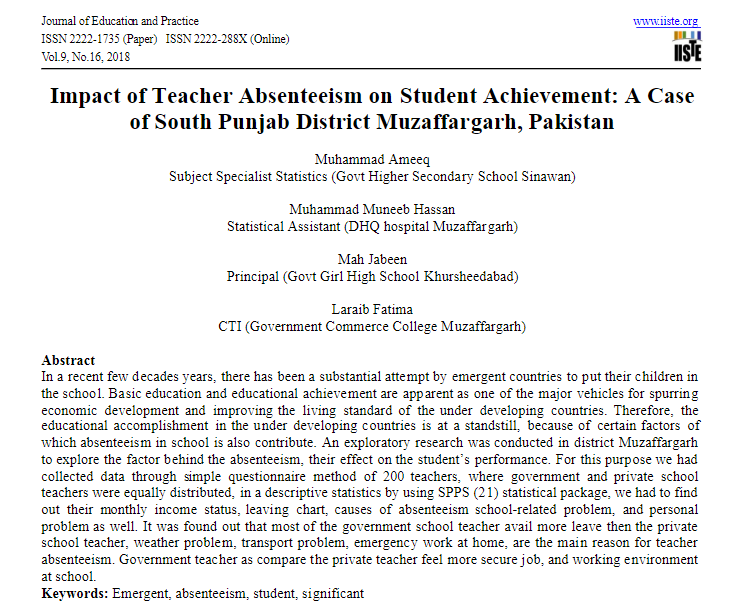 Journal of Education and Practice
www.iiste.org
ISSN 2222-1735 (Paper) ISSN 2222-288X (Online)
Vol.9, No.16, 2018
IISTE
Impact of Teacher Absenteeism on Student Achievement: A Case
of South Punjab District Muzaffargarh, Pakistan
Muhammad Ameeq
Subject Specialist Statistics (Govt Higher Secondary School Sinawan)
Muhammad Muneeb Hassan
Statistical Assistant (DHQ hospital Muzaffargarh)
Mah Jabeen
Principal (Govt Girl High School Khursheedabad)
Laraib Fatima
CTI (Government Commerce College Muzaffargarh)
Abstract
In a recent few decades years, there has been a substantial attempt by emergent countries to put their children in
the school. Basic education and educational achievement are apparent as one of the major vehicles for spurring
economic development and improving the living standard of the under developing countries. Therefore, the
educational accomplishment in the under developing countries is at a standstill, because of certain factors of
which absenteeism in school is also contribute. An exploratory research was conducted in district Muzaffargarh
to explore the factor behind the absenteeism, their effect on the student's performance. For this purpose we had
collected data through simple questionnaire method of 200 teachers, where government and private school
teachers were equally distributed, in a descriptive statistics by using SPPS (21) statistical package, we had to find
out their monthly income status, leaving chart, causes of absenteeism school-related problem, and personal
problem as well. It was found out that most of the government school teacher avail more leave then the private
school teacher, weather problem, transport problem, emergency work at home, are the main reason for teacher
absenteeism. Government teacher as compare the private teacher feel more secure job, and working environment
at school.
Keywords: Emergent, absenteeism, student, significant